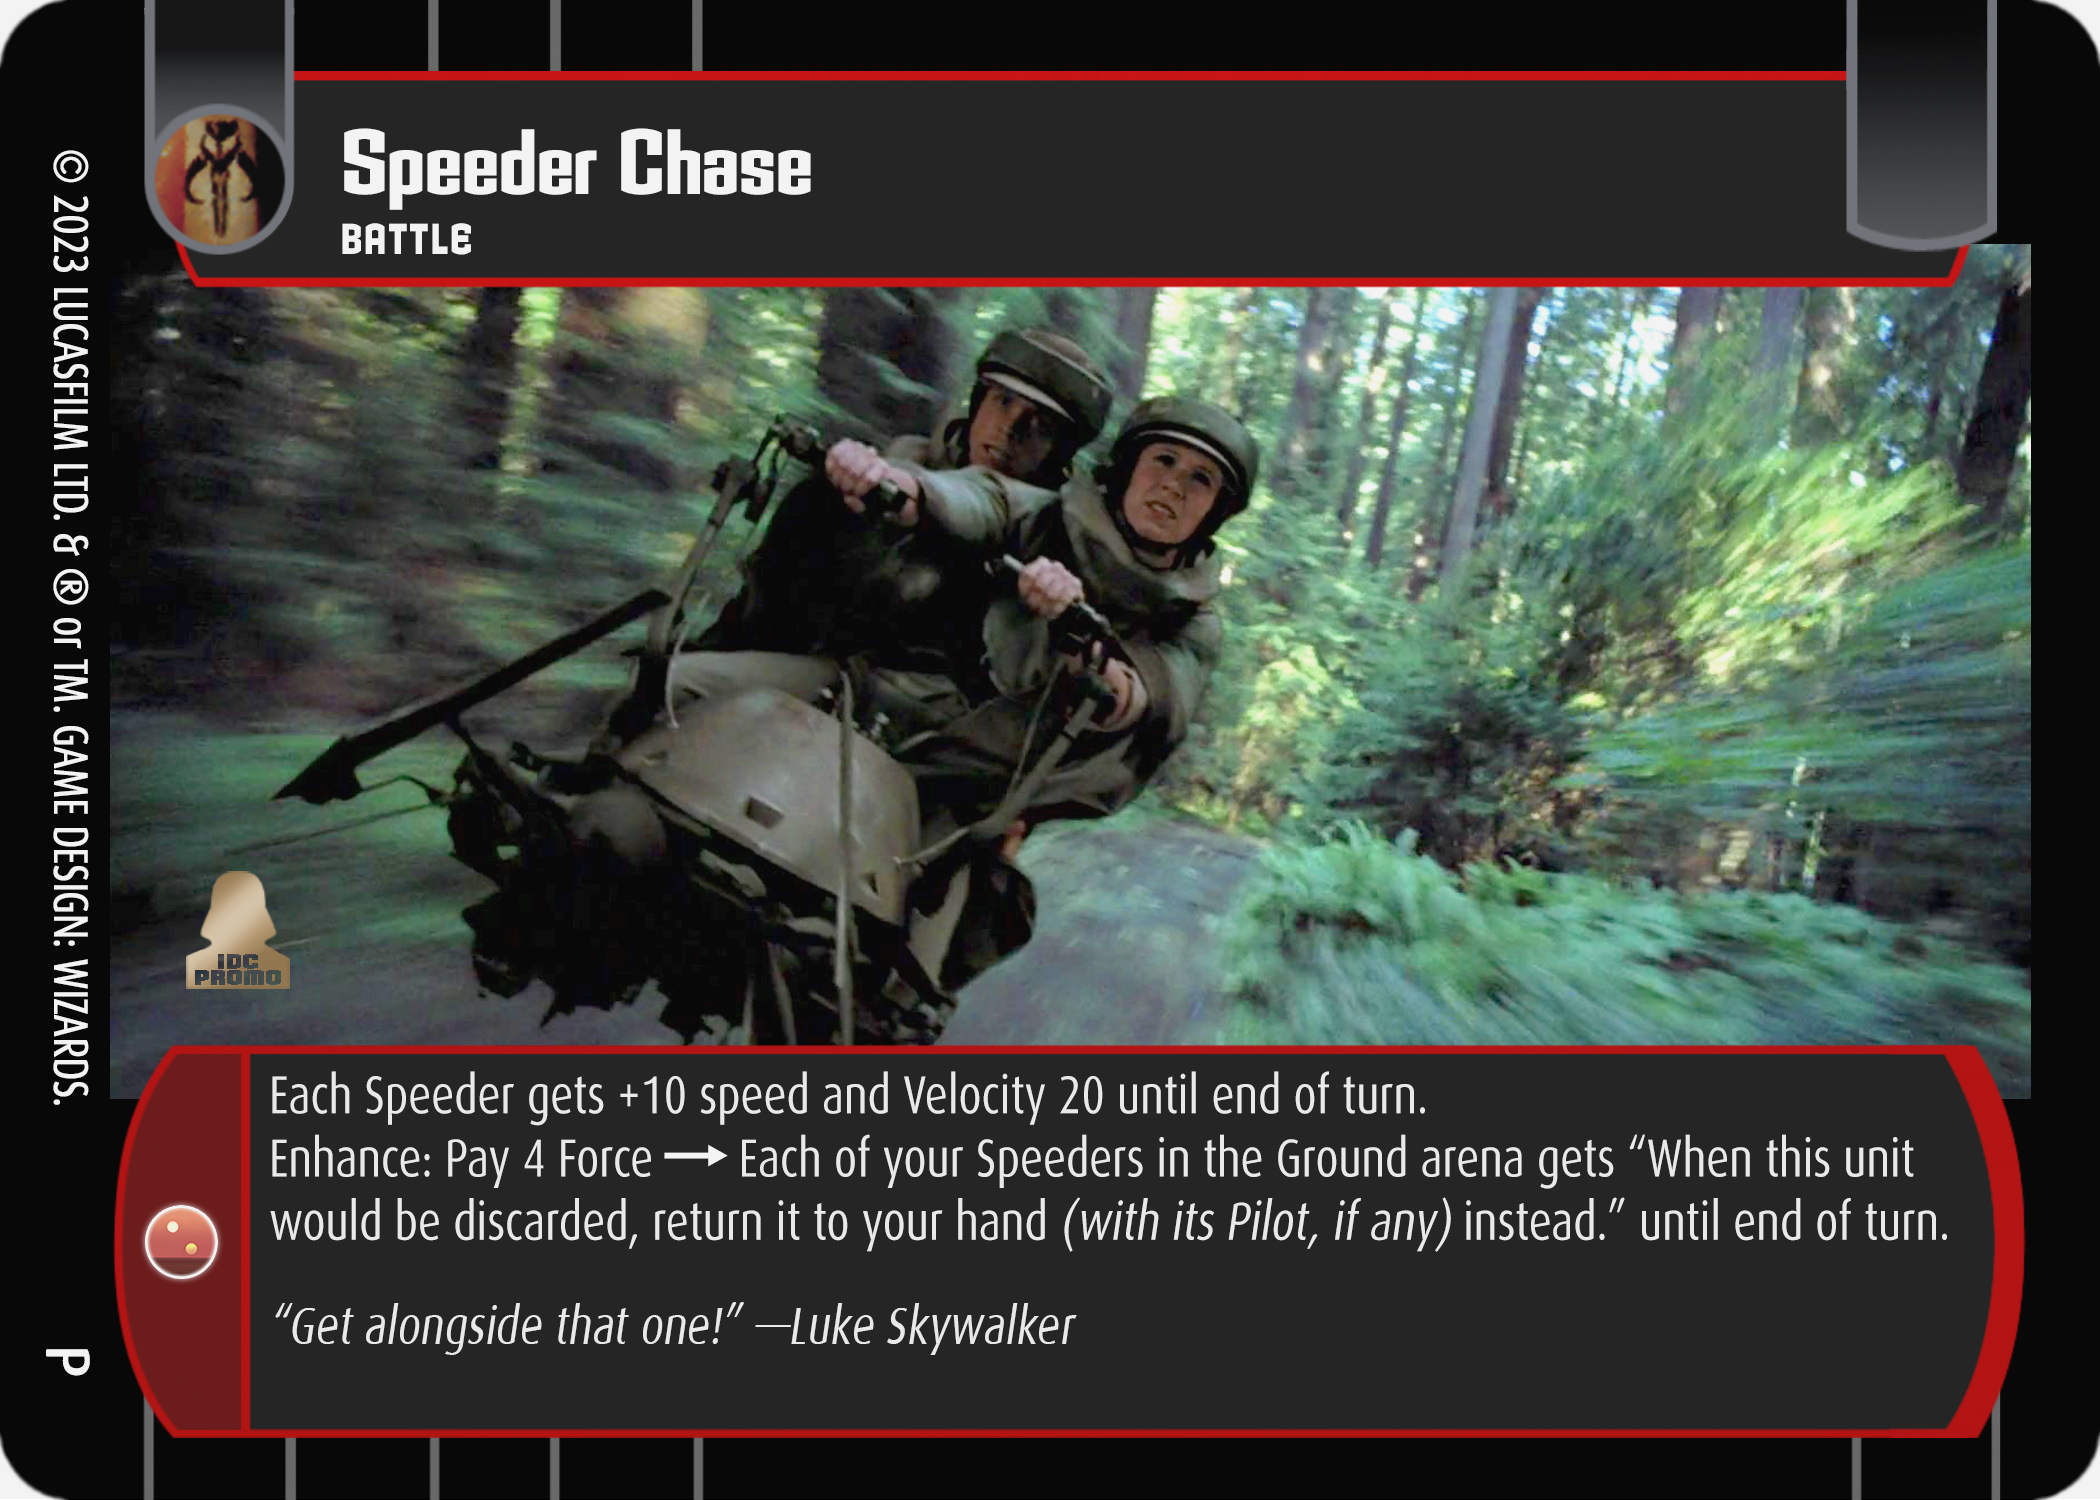 Speeder Chase
BATTLE
© 2023 LUCASFILM LTD. & ® or TM. GAME DESIGN: WIZARDS.
IDC
PROMO
Each Speeder gets +10 speed and Velocity 20 until end of turn.
Enhance: Pay 4 Force → Each of your Speeders in the Ground arena gets “When this unit
would be discarded, return it to your hand (with its Pilot, if any) instead.” until end of turn.
“Get alongside that one!” —Luke Skywalker
P